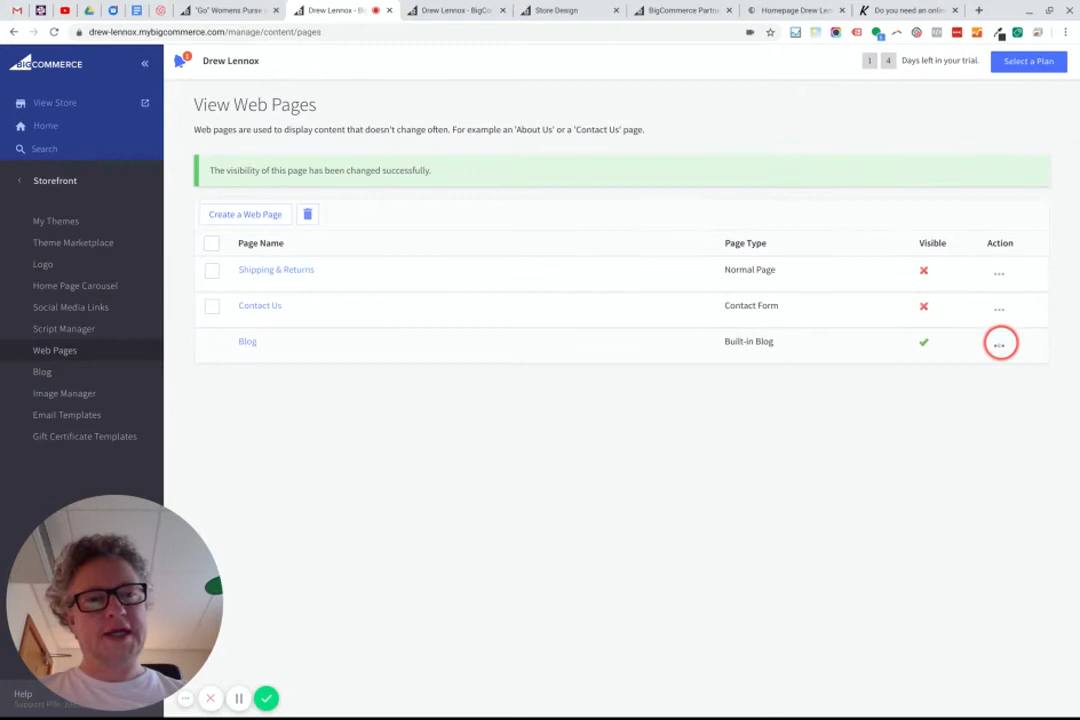 "Go" Womens Purse
Drew Lennox - B
Drew Lennox - BigCo
Store Design
BigCommerce Partn
Homepage Drew Len
Do you need an onlin
drew-lennox.mybigcommerce.com/manage/content/pages
BIGCOMMERCE
1
Drew Lennox
1 4 Days left in your trial.
Select a Plan
View Store
Home
Search
Storefront
My Themes
Theme Marketplace
Logo
Home Page Carousel
Social Media Links
Script Manager
Web Pages
Blog
Image Manager
Email Templates
Gift Certificate Templates
View Web Pages
Web pages are used to display content that doesn't change often. For example an 'About Us' or a 'Contact Us' page.
The visibility of this page has been changed successfully.
Create a Web Page
Page Name Page Type Visible Action
Shipping & Returns Normal Page
Contact Us Contact Form
Blog Built-in Blog
Help